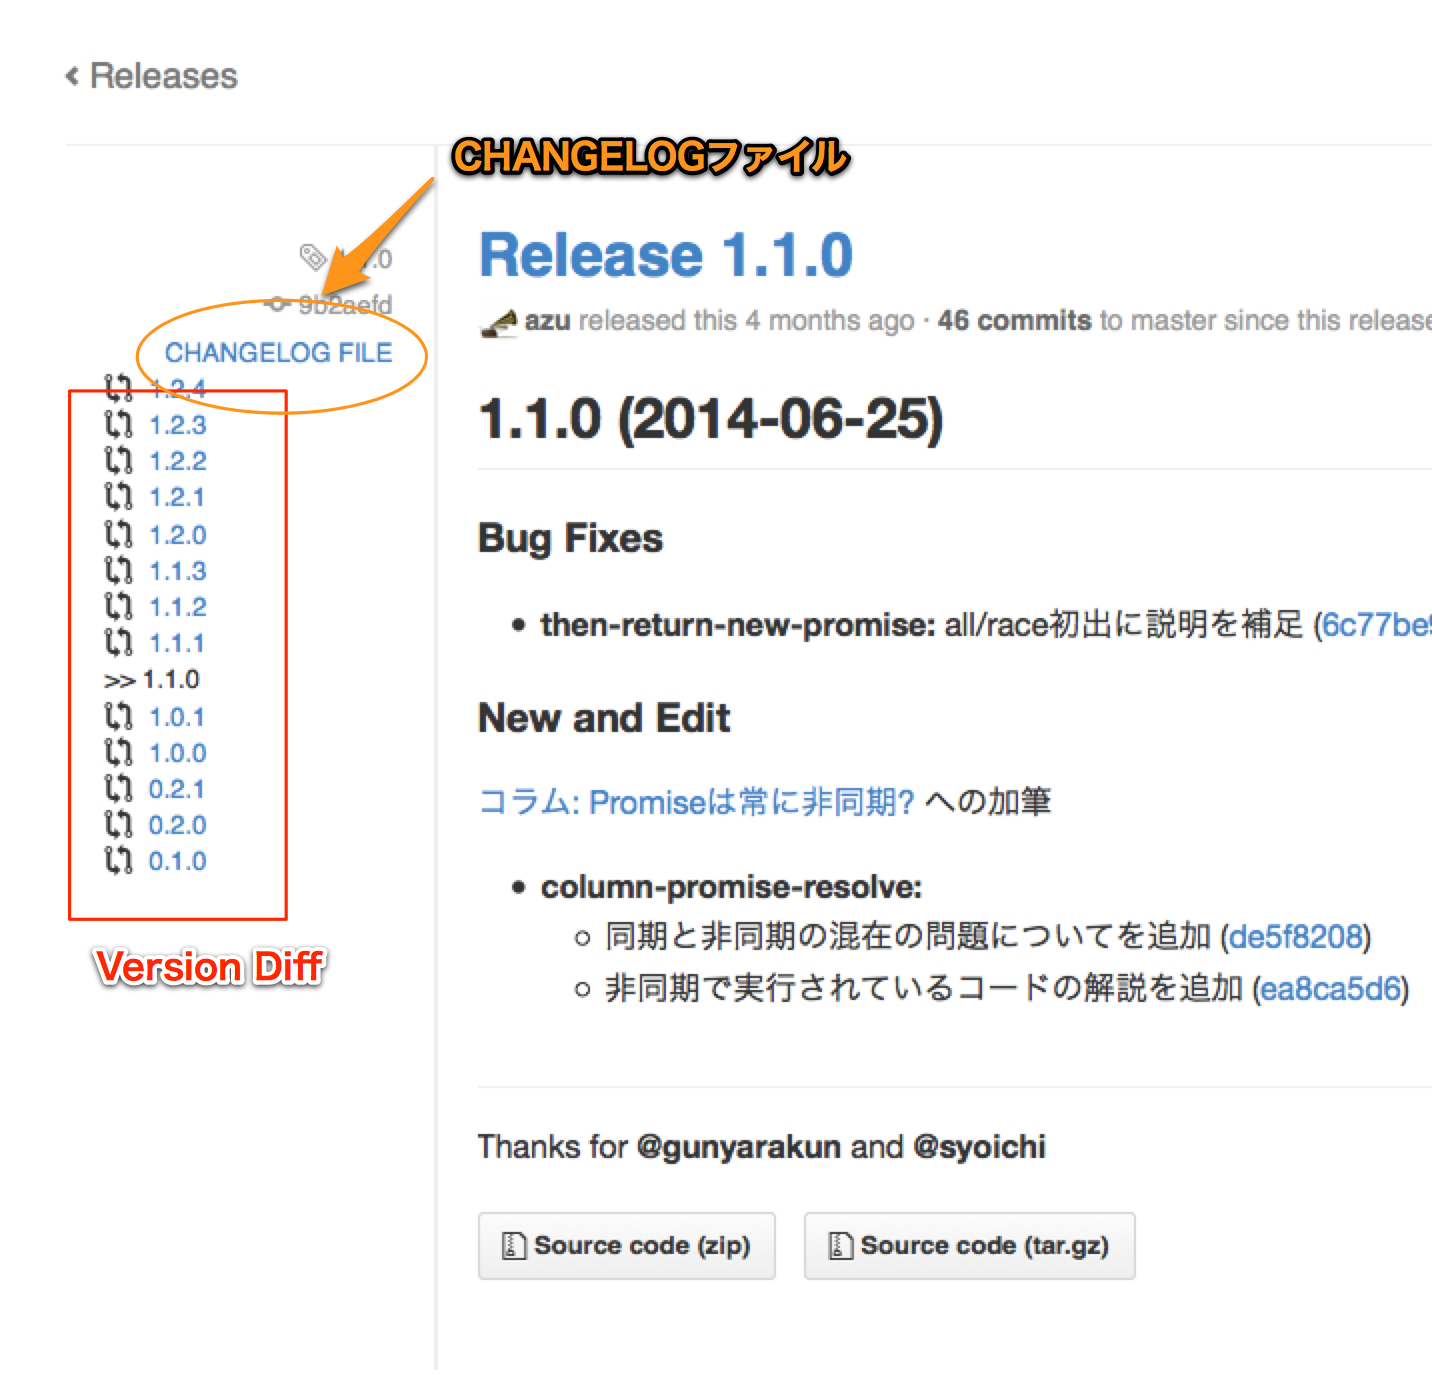 Releases
CHANGELOGファイル
9b2aefd
CHANGELOG FILE
1.2.4
1.2.3
1.2.2
1.2.1
1.2.0
1.1.3
1.1.2
1.1.1
>> 1.1.0
1.0.1
1.0.0
0.2.1
0.2.0
0.1.0
Version Diff
Release 1.1.0
azu released this 4 months ago · 46 commits to master since this release
1.1.0 (2014-06-25)
Bug Fixes
• then-return-new-promise: all/race初出に説明を補足 (6c77be9
New and Edit
コラム: Promiseは常に非同期? への加筆
• column-promise-resolve:
○ 同期と非同期の混在の問題についてを追加 (de5f8208)
○ 非同期で実行されているコードの解説を追加 (ea8ca5d6)
Thanks for @gunyarakun and @syoichi
Source code (zip)
Source code (tar.gz)